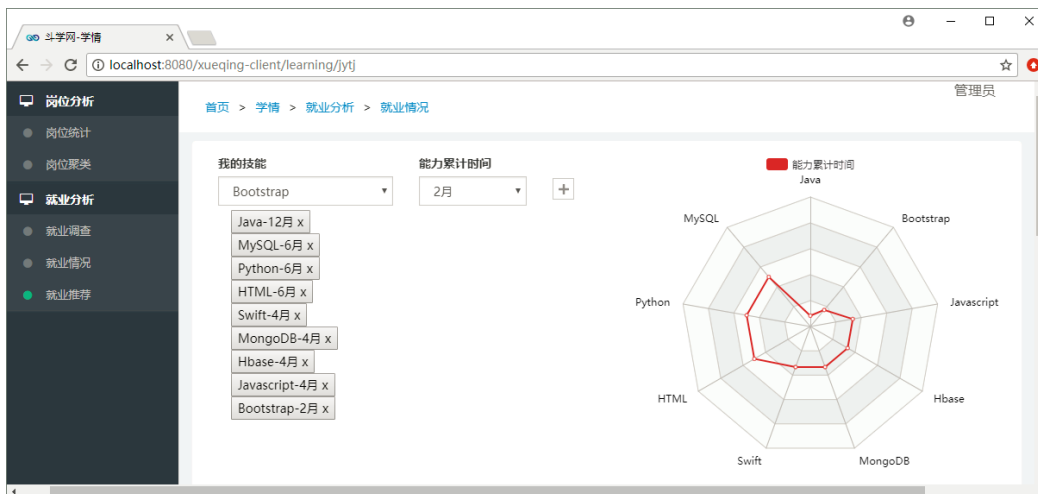 斗学网-学情 x
localhost:8080/xueqing-client/learning/jytj
管理员
首页 > 学情 > 就业分析 > 就业情况
岗位分析
岗位统计
岗位聚类
就业分析
就业调查
就业情况
就业推荐
我的技能
能力累计时间
Bootstrap
2月
+
Java-12月 x
MySQL-6月 x
Python-6月 x
HTML-6月 x
Swift-4月 x
MongoDB-4月 x
Hbase-4月 x
Javascript-4月 x
Bootstrap-2月 x
能力累计时间
Java
MySQL
Bootstrap
Python
Javascript
HTML
Hbase
Swift
MongoDB